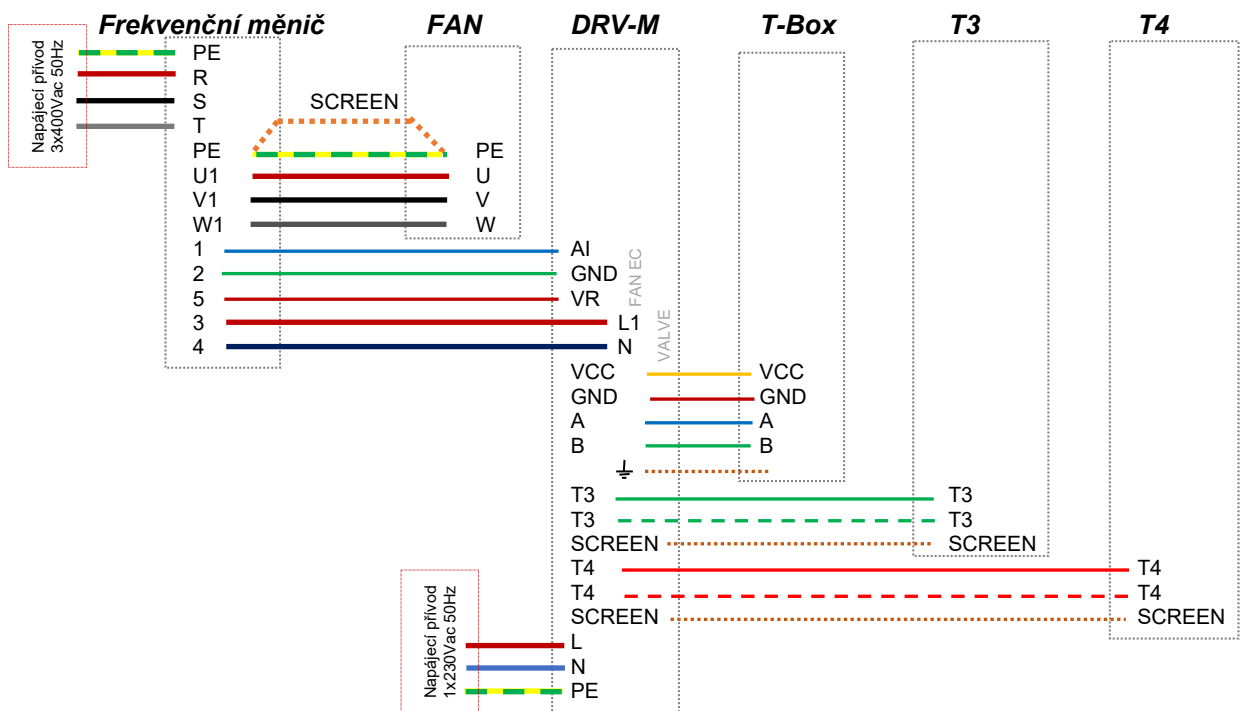 Frekvenční měnič FAN DRV-M T-Box T3 T4
Napájecí přívod
3x400Vac 50Hz
PE
R
S
T
SCREEN
PE PE
U1 U
V1 V
W1 W
1 AI
2 GND
5 VR
3 L1
4 N
FAN EC
VALVE
VCC VCC
GND GND
A A
B B
T3 T3
T3 T3
SCREEN SCREEN
T4 T4
T4 T4
SCREEN SCREEN
Napájecí přívod
1x230Vac 50Hz
L
N
PE